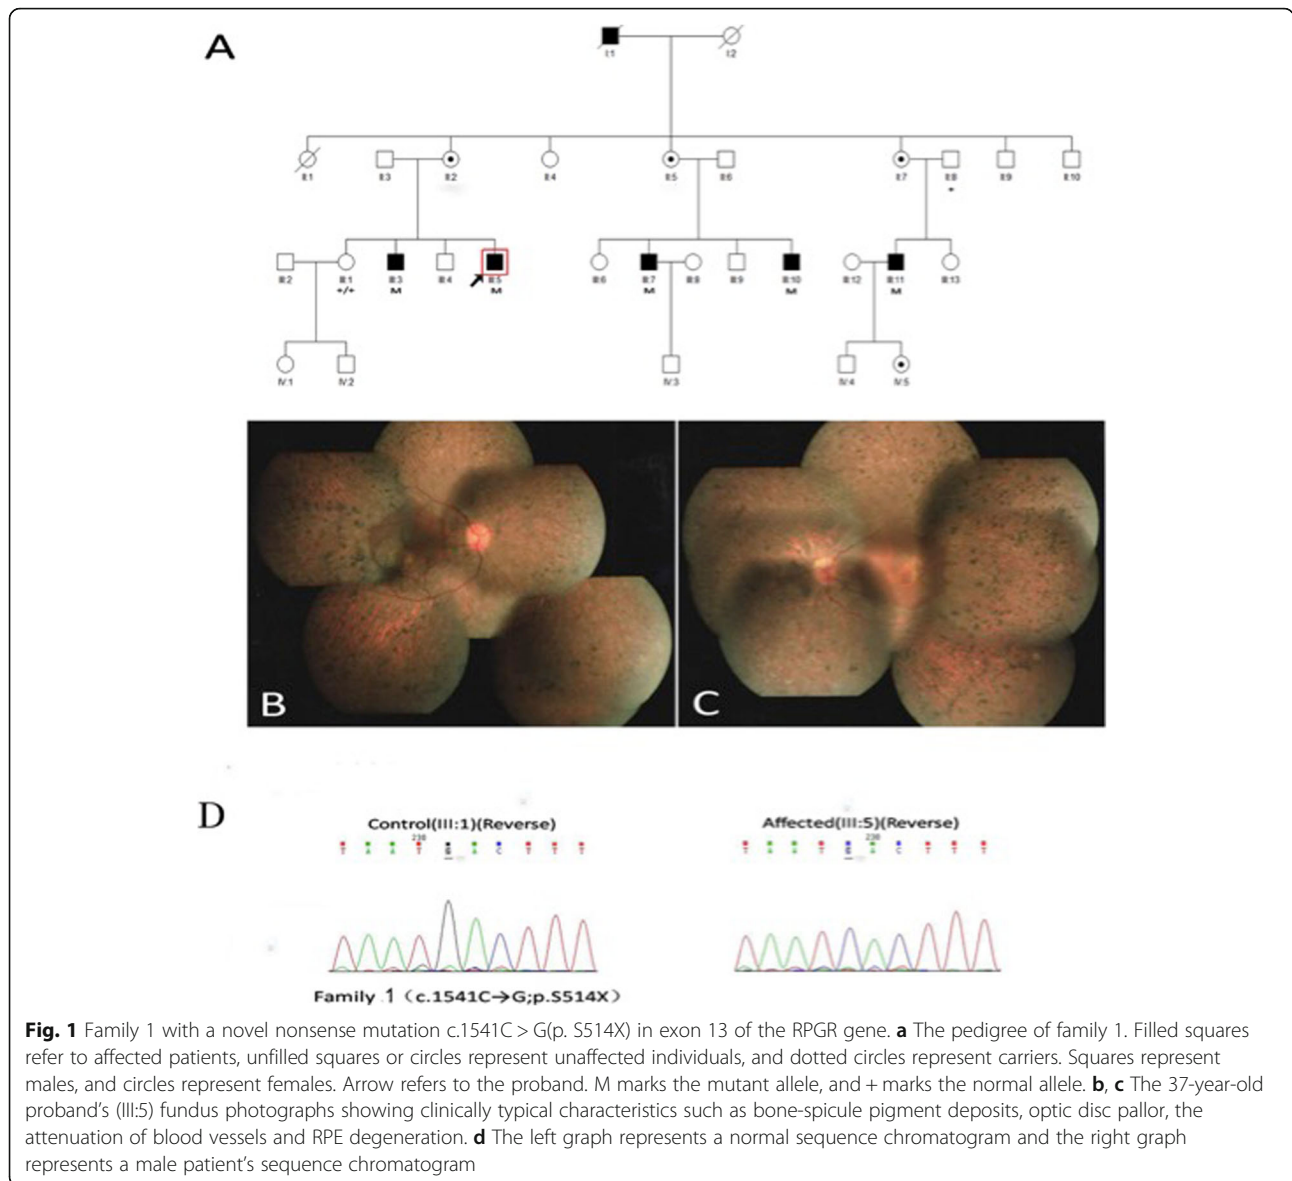 A
I:1 I:2
II:1 II:3 II:2 II:4 II:5 II:6 II:7 II:8 II:9 II:10
+
III:2 III:1 III:3 III:4 III:5 III:6 III:7 III:8 III:9 III:10 III:12 III:11 III:13
+/+ M M M M M
IV:1 IV:2 IV:3 IV:4 IV:5
B C
D
Control(III:1)(Reverse) Affected(III:5)(Reverse)
230 230
T A A T G A C T T T T A A T C A C T T T
Family 1 (c.1541C→G;p.S514X)
Fig. 1 Family 1 with a novel nonsense mutation c.1541C > G(p. S514X) in exon 13 of the RPGR gene. a The pedigree of family 1. Filled squares
refer to affected patients, unfilled squares or circles represent unaffected individuals, and dotted circles represent carriers. Squares represent
males, and circles represent females. Arrow refers to the proband. M marks the mutant allele, and + marks the normal allele. b, c The 37-year-old
proband's (III:5) fundus photographs showing clinically typical characteristics such as bone-spicule pigment deposits, optic disc pallor, the
attenuation of blood vessels and RPE degeneration. d The left graph represents a normal sequence chromatogram and the right graph
represents a male patient's sequence chromatogram